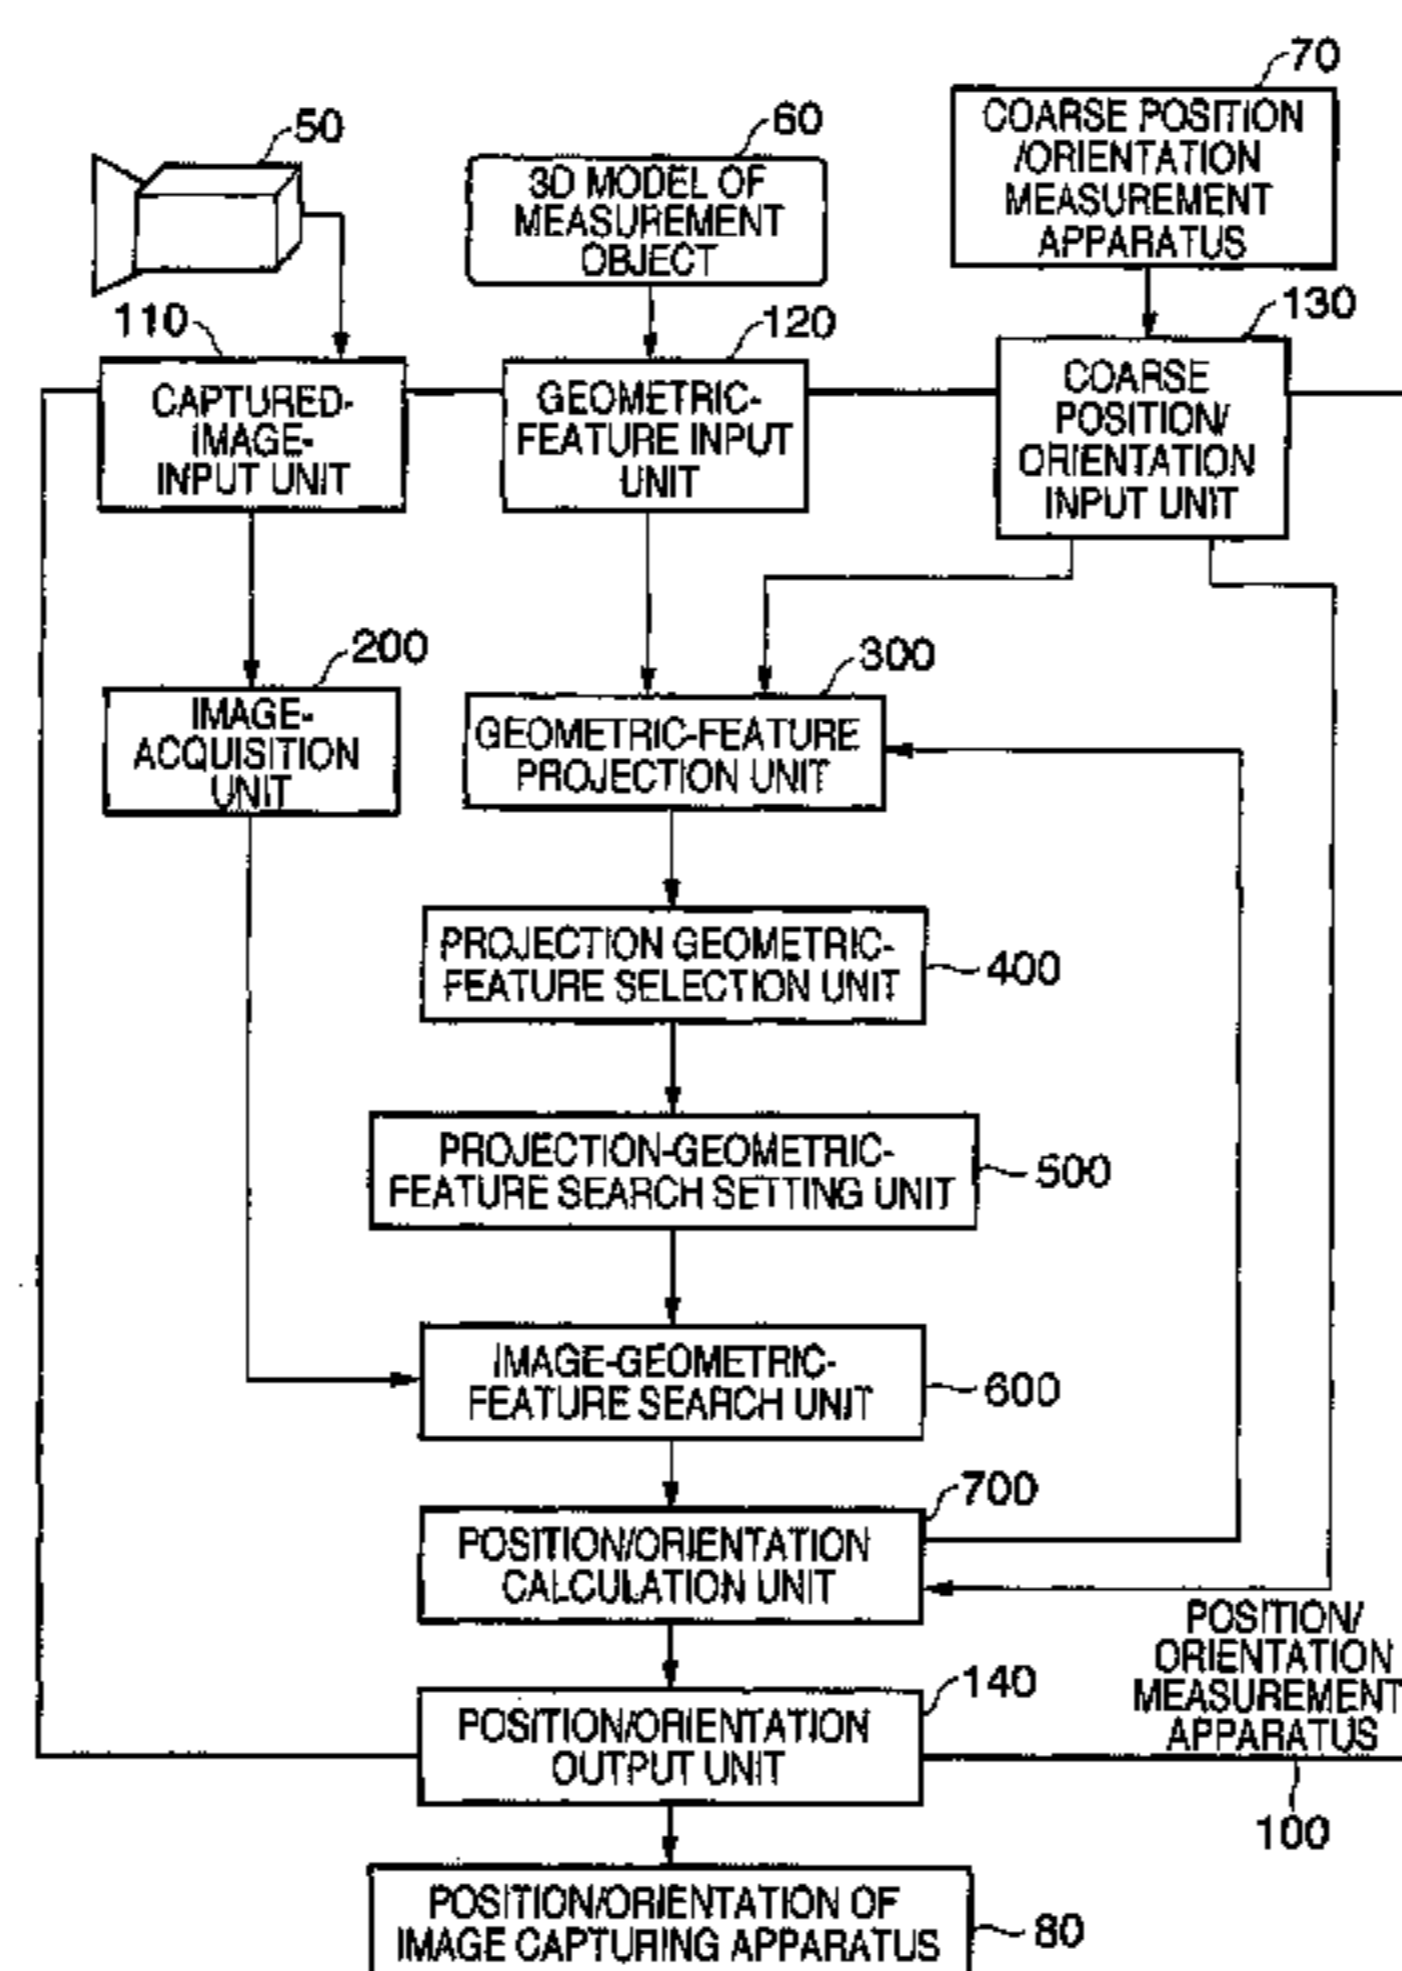 70
COARSE POSITION
/ORIENTATION
MEASUREMENT
APPARATUS
50
60
3D MODEL OF
MEASUREMENT
OBJECT
110
120
130
CAPTURED-
IMAGE-
INPUT UNIT
GEOMETRIC-
FEATURE INPUT
UNIT
COARSE
POSITION/
ORIENTATION
INPUT UNIT
200
IMAGE-
ACQUISITION
UNIT
300
GEOMETRIC-FEATURE
PROJECTION UNIT
PROJECTION GEOMETRIC-
FEATURE SELECTION UNIT
400
PROJECTION-GEOMETRIC-
FEATURE SEARCH SETTING UNIT
500
IMAGE-GEOMETRIC-
FEATURE SEARCH UNIT
600
700
POSITION/ORIENTATION
CALCULATION UNIT
POSITION/
ORIENTATION
MEASUREMENT
APPARATUS
100
140
POSITION/ORIENTATION
OUTPUT UNIT
POSITION/ORIENTATION OF
IMAGE CAPTURING APPARATUS
80